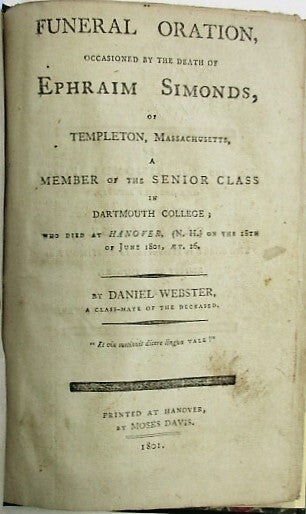 FUNERAL ORATION,
OCCASIONED BY THE DEATH OF
EPHRAIM SIMONDS,
OF
TEMPLETON, MASSACHUSETTS,
A
MEMBER OF THE SENIOR CLASS
IN
DARTMOUTH COLLEGE;
WHO DIED AT HANOVER, (N. H.) ON THE 18TH
OF JUNE 1801, ÆT. 26.
BY DANIEL WEBSTER,
A CLASS-MATE OF THE DECEASED.
"Et vix sustinuit dicere lingua VALE!"
PRINTED AT HANOVER,
BY MOSES DAVIS.
1801.